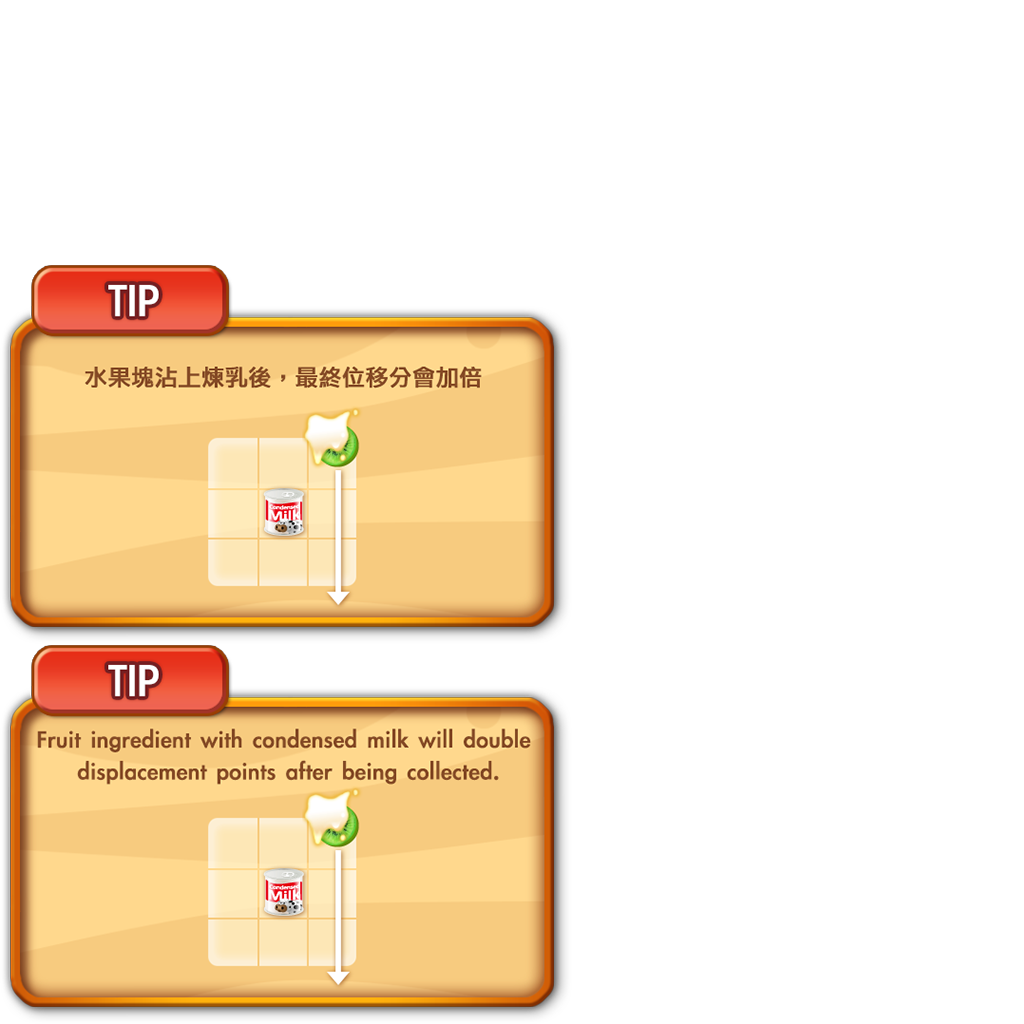 TIP
水果塊沾上煉乳後，最終位移分會加倍
Condensed
Milk
TIP
Fruit ingredient with condensed milk will double
displacement points after being collected.
Condensed
Milk